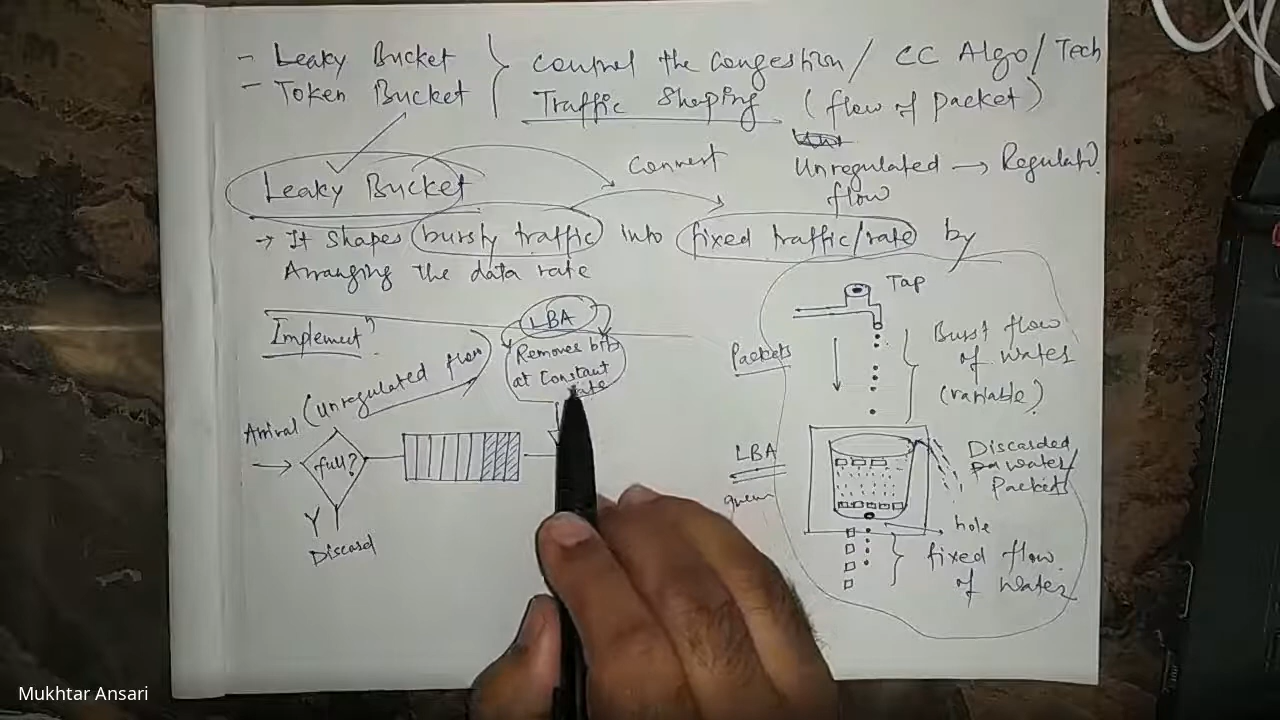 - Leaky Bucket
- Token Bucket
control the congestion / CC Algo / Tech
Traffic Shaping (flow of packet)
Leaky Bucket
convert
Unregulated → Regulated
flow
→ It shapes bursty traffic into fixed traffic/rate by
Arranging the data rate
Implementⁿ
LBA
Removes bits
at Constant
rate
Arrival (unregulated flow)
full?
Y
Discard
Tap
Packets
Burst flow
of water
(variable)
LBA
Discarded
water/
Packets
hole
fixed flow
of water
Mukhtar Ansari